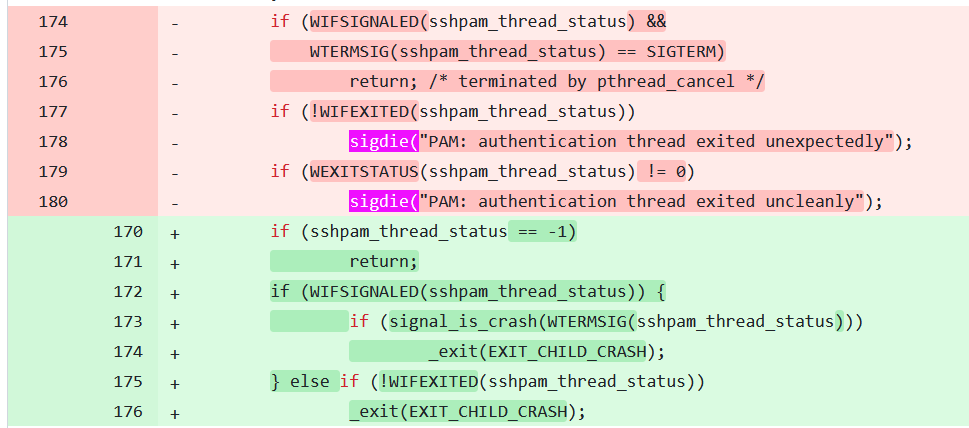 174 - if (WIFSIGNALED(sshpam_thread_status) &&
175 - WTERMSIG(sshpam_thread_status) == SIGTERM)
176 - return; /* terminated by pthread_cancel */
177 - if (!WIFEXITED(sshpam_thread_status))
178 - sigdie("PAM: authentication thread exited unexpectedly");
179 - if (WEXITSTATUS(sshpam_thread_status) != 0)
180 - sigdie("PAM: authentication thread exited uncleanly");
170 + if (sshpam_thread_status == -1)
171 + return;
172 + if (WIFSIGNALED(sshpam_thread_status)) {
173 + if (signal_is_crash(WTERMSIG(sshpam_thread_status)))
174 + _exit(EXIT_CHILD_CRASH);
175 + } else if (!WIFEXITED(sshpam_thread_status))
176 + _exit(EXIT_CHILD_CRASH);